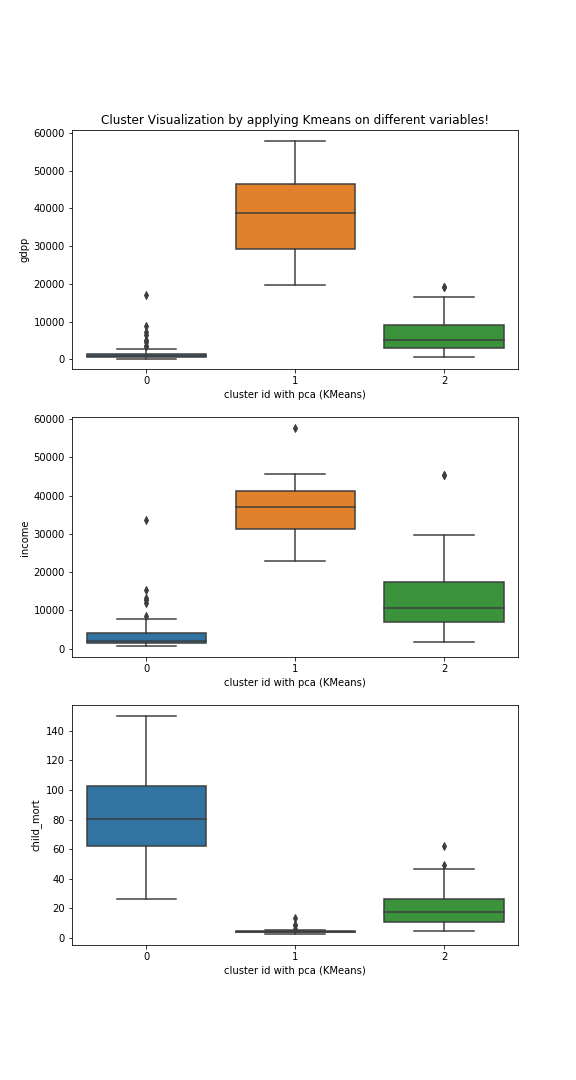 Cluster Visualization by applying Kmeans on different variables!
60000
50000
40000
30000
20000
10000
0
gdpp
0 1 2
cluster id with pca (KMeans)
60000
50000
40000
30000
20000
10000
0
income
0 1 2
cluster id with pca (KMeans)
140
120
100
80
60
40
20
0
child_mort
0 1 2
cluster id with pca (KMeans)